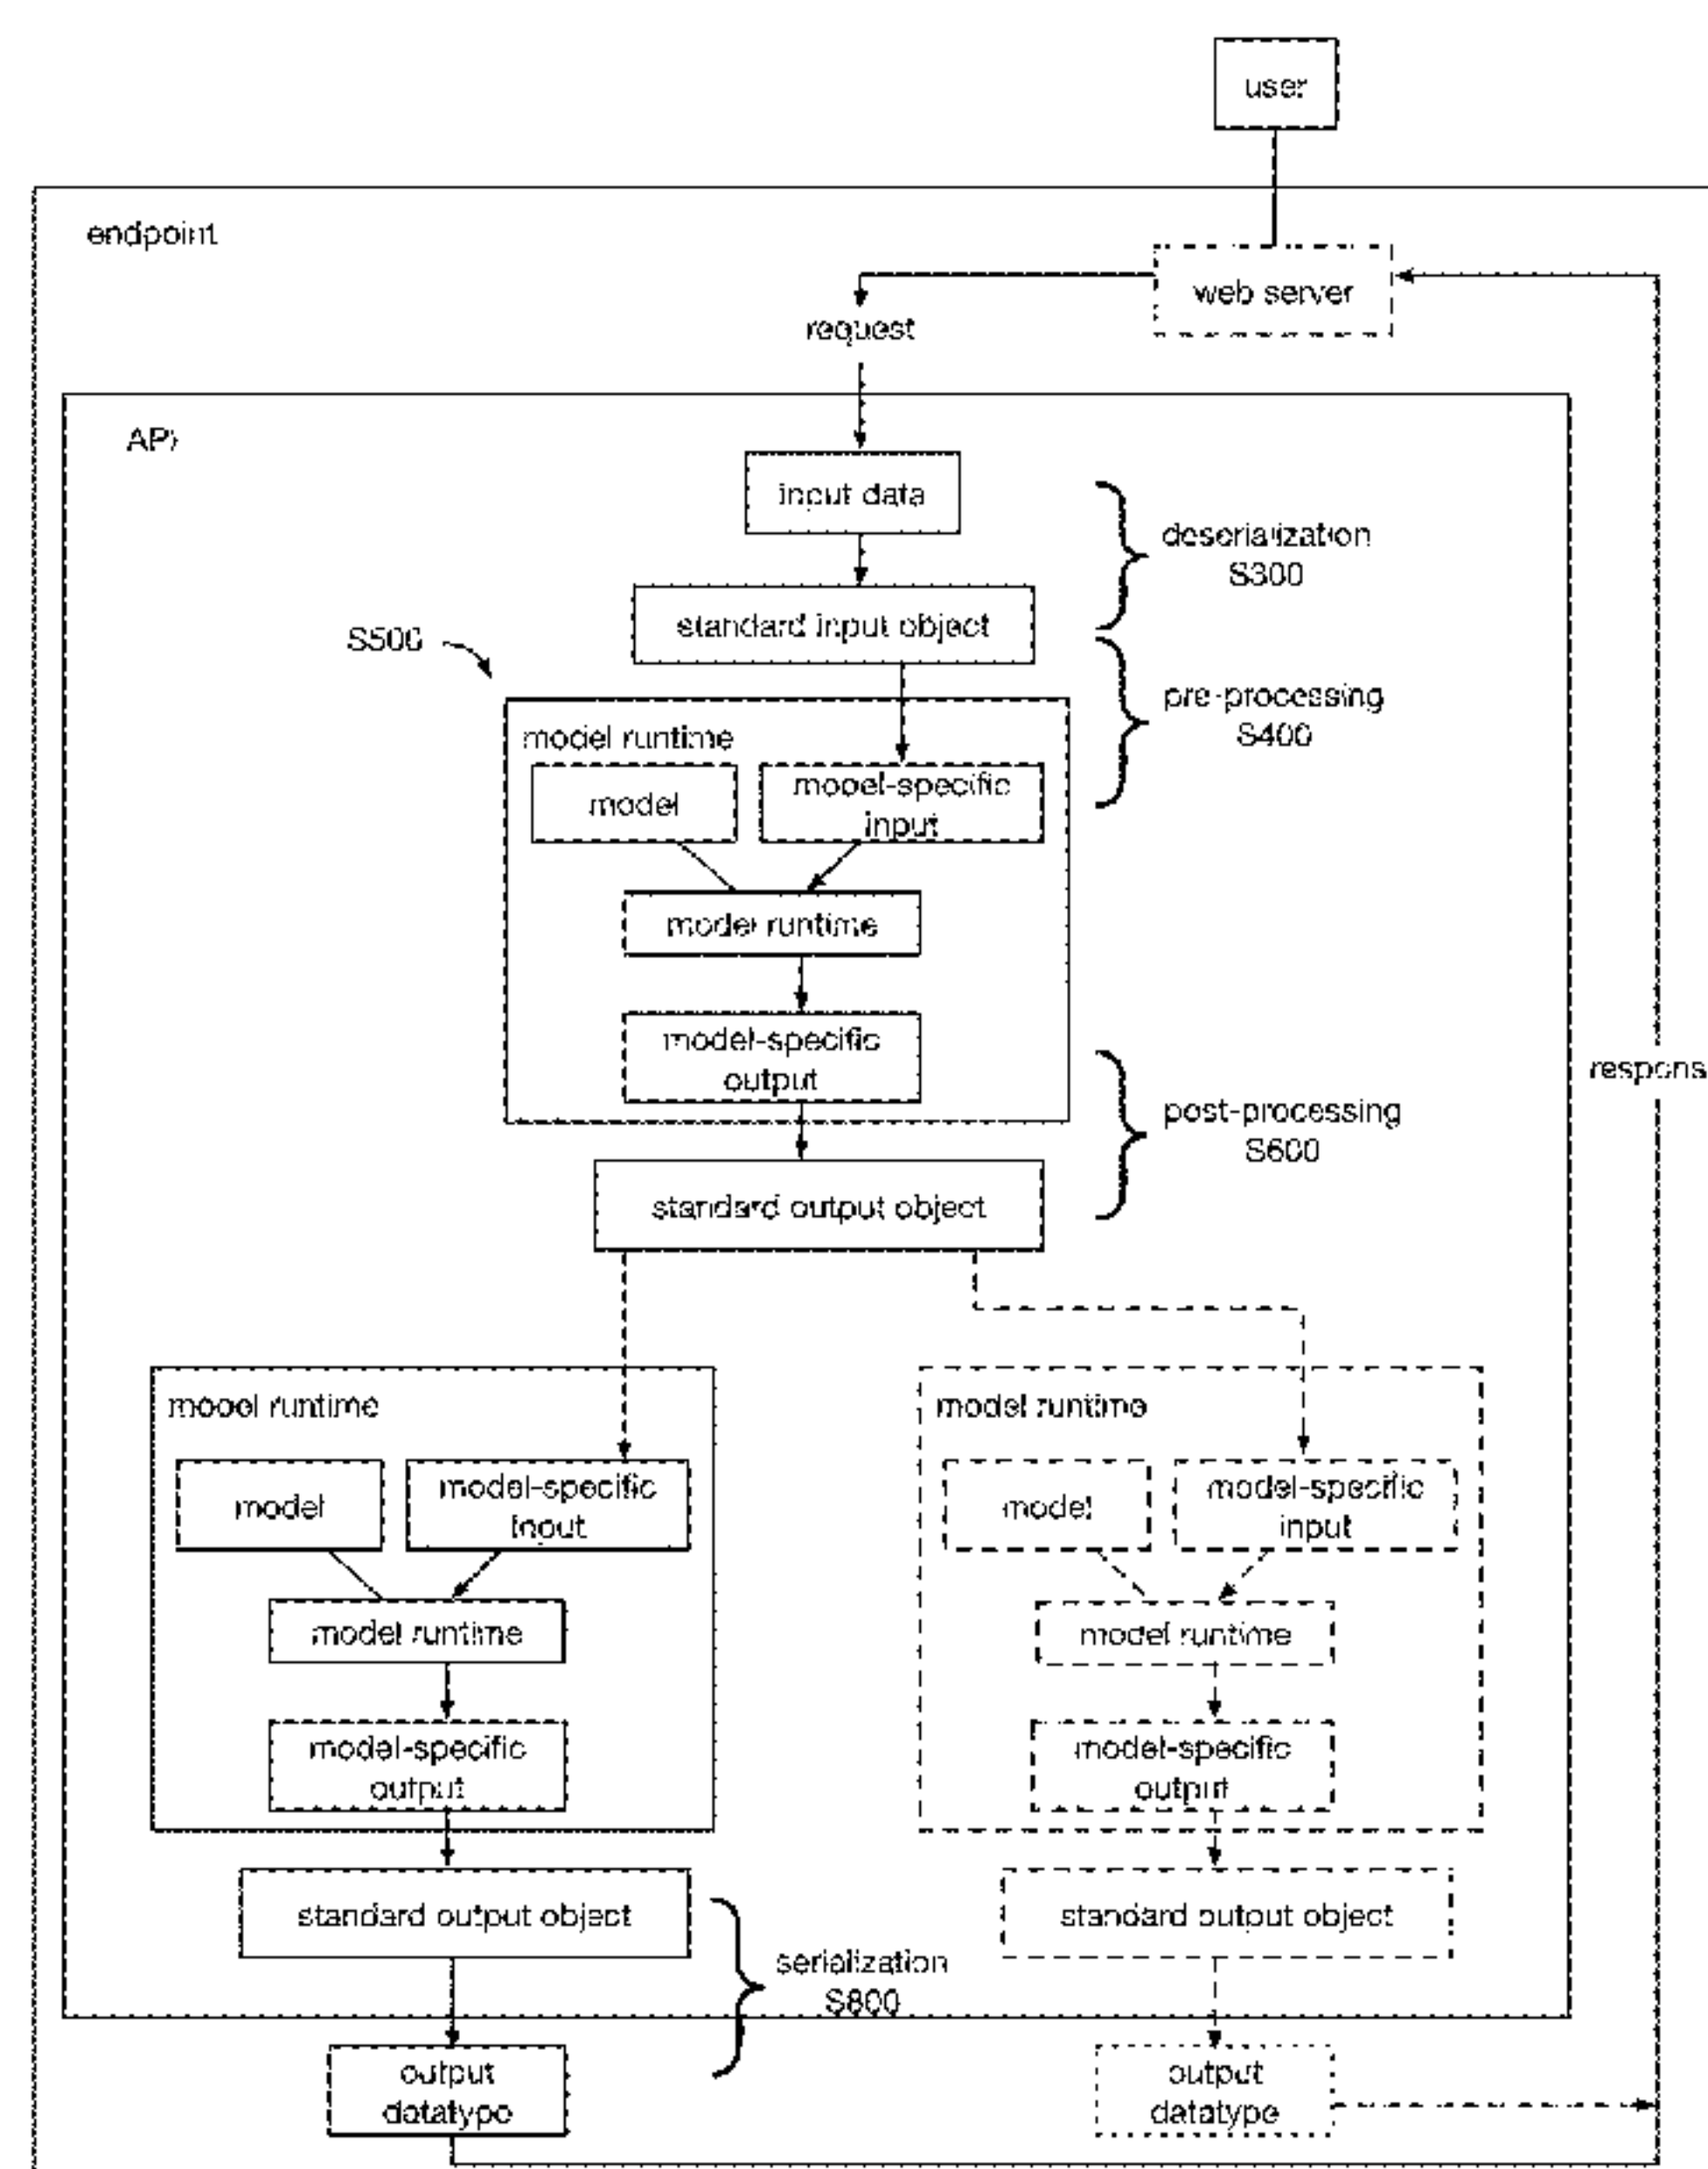 user
endpoint
web server
request
API
input data
deserialization
S300
standard input object
S500
pre-processing
S400
model runtime
model
model-specific
input
model runtime
model-specific
output
respons
post-processing
S600
standard output object
model runtime
model
model-specific
input
model runtime
model-specific
output
standard output object
serialization
S800
output
datatype
model runtime
model
model-specific
input
model runtime
model-specific
output
standard output object
output
datatype